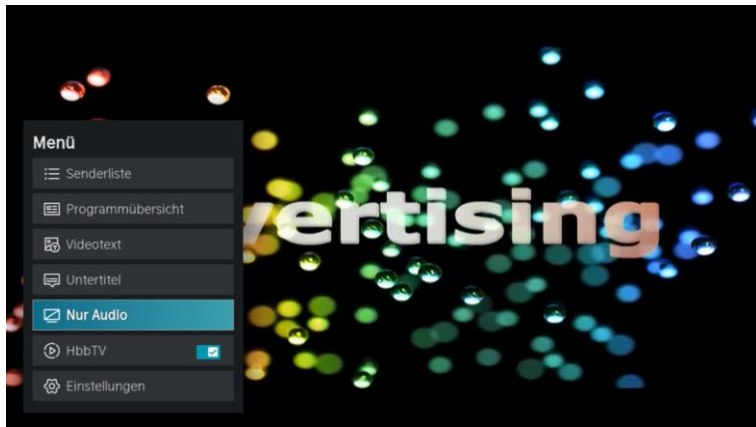 Menü
Senderliste
Programmübersicht
vertising
Videotext
Untertitel
Nur Audio
HbbTV
Einstellungen